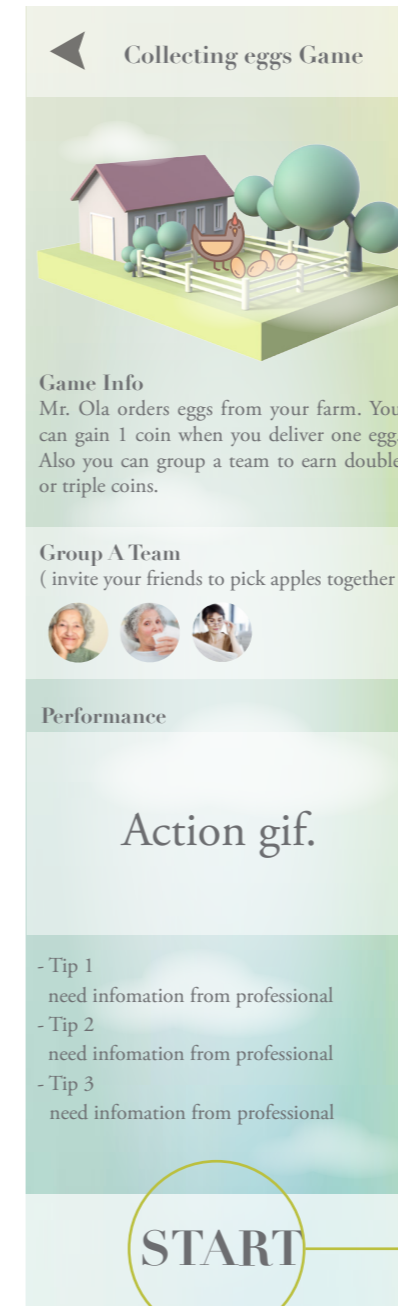 Collecting eggs Game
Game Info
Mr. Ola orders eggs from your farm. You
can gain 1 coin when you deliver one egg.
Also you can group a team to earn double
or triple coins.
Group A Team
( invite your friends to pick apples together
Performance
Action gif.
- Tip 1
need infomation from professional
- Tip 2
need infomation from professional
- Tip 3
need infomation from professional
START